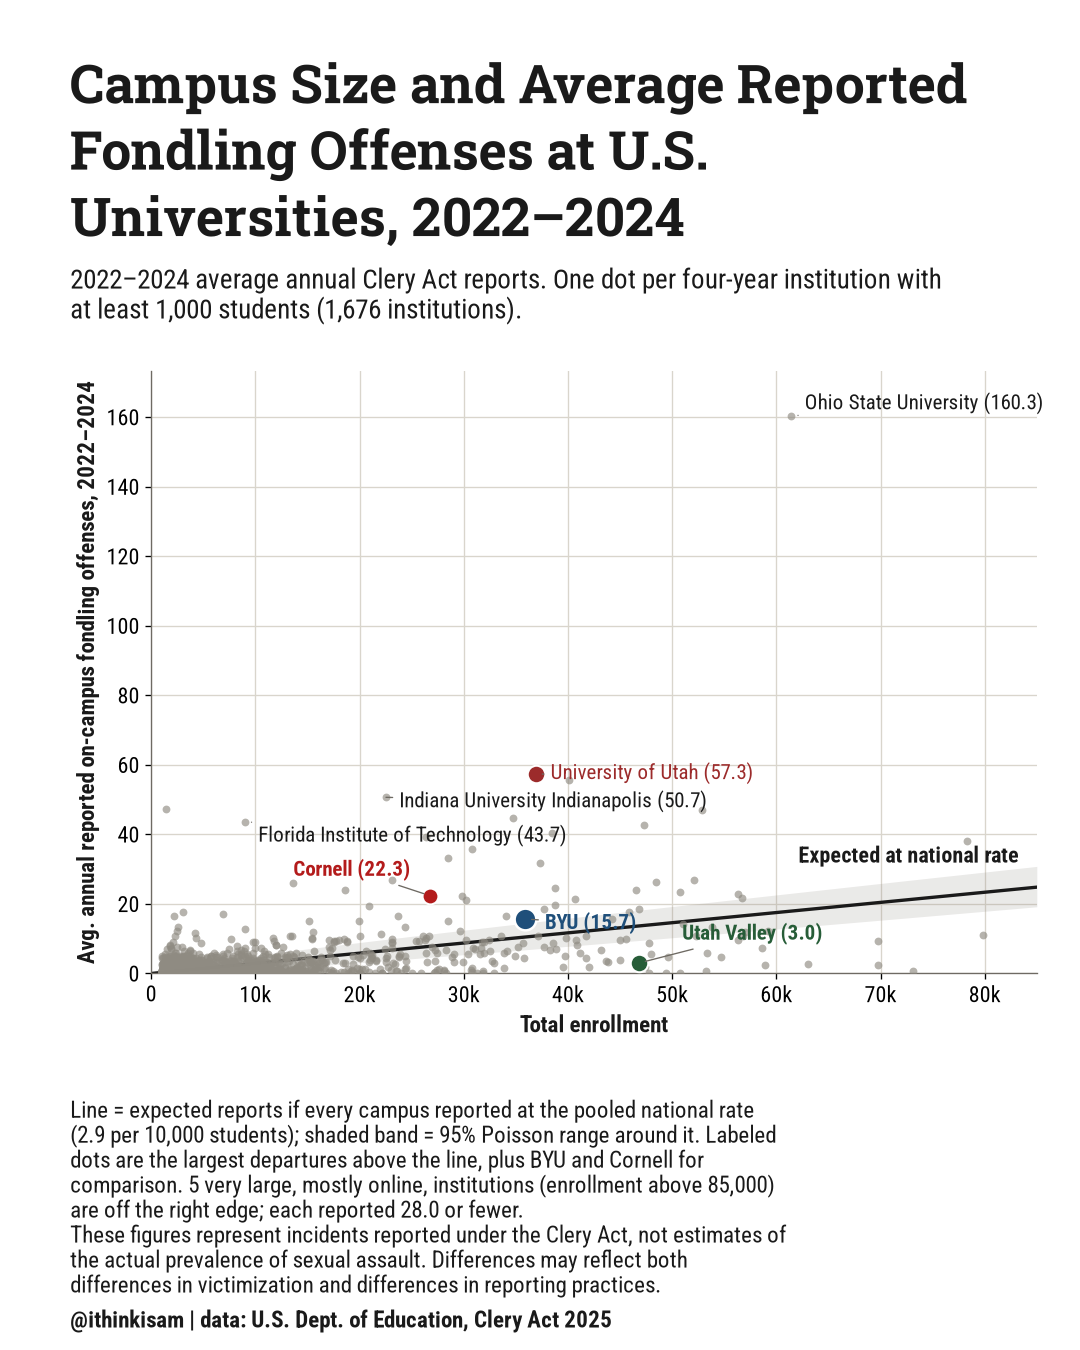 Campus Size and Average Reported
Fondling Offenses at U.S.
Universities, 2022–2024
2022–2024 average annual Clery Act reports. One dot per four-year institution with
at least 1,000 students (1,676 institutions).
Avg. annual reported on-campus fondling offenses, 2022–2024
160
140
120
100
80
60
40
20
0
Ohio State University (160.3)
University of Utah (57.3)
Indiana University Indianapolis (50.7)
Florida Institute of Technology (43.7)
Expected at national rate
Cornell (22.3)
BYU (15.7)
Utah Valley (3.0)
0 10k 20k 30k 40k 50k 60k 70k 80k
Total enrollment
Line = expected reports if every campus reported at the pooled national rate
(2.9 per 10,000 students); shaded band = 95% Poisson range around it. Labeled
dots are the largest departures above the line, plus BYU and Cornell for
comparison. 5 very large, mostly online, institutions (enrollment above 85,000)
are off the right edge; each reported 28.0 or fewer.
These figures represent incidents reported under the Clery Act, not estimates of
the actual prevalence of sexual assault. Differences may reflect both
differences in victimization and differences in reporting practices.
@ithinkisam | data: U.S. Dept. of Education, Clery Act 2025